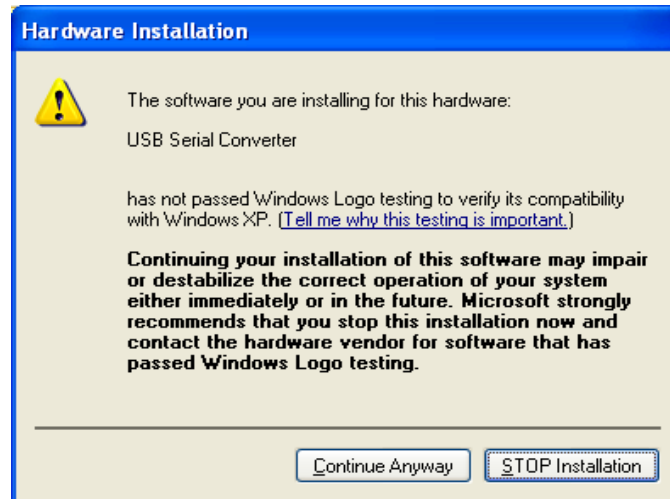 Hardware Installation
The software you are installing for this hardware:
USB Serial Converter
has not passed Windows Logo testing to verify its compatibility
with Windows XP. (Tell me why this testing is important.)
Continuing your installation of this software may impair
or destabilize the correct operation of your system
either immediately or in the future. Microsoft strongly
recommends that you stop this installation now and
contact the hardware vendor for software that has
passed Windows Logo testing.
Continue Anyway
STOP Installation